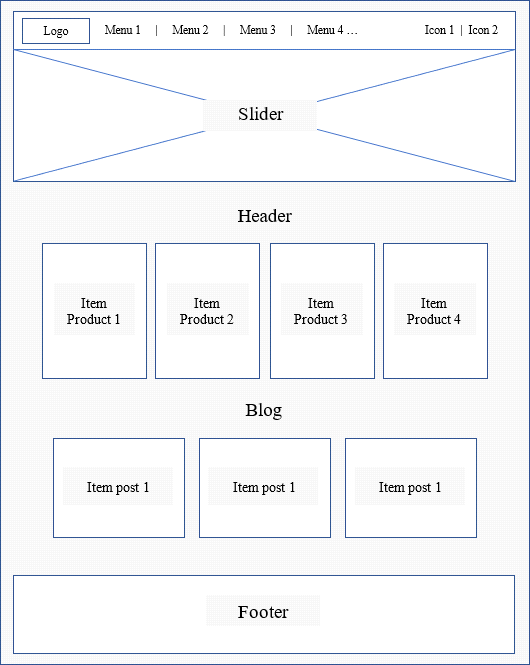 Logo Menu 1 | Menu 2 | Menu 3 | Menu 4 … Icon 1 | Icon 2
Slider
Header
Item Item Item Item
Product 1 Product 2 Product 3 Product 4
Blog
Item post 1 Item post 1 Item post 1
Footer